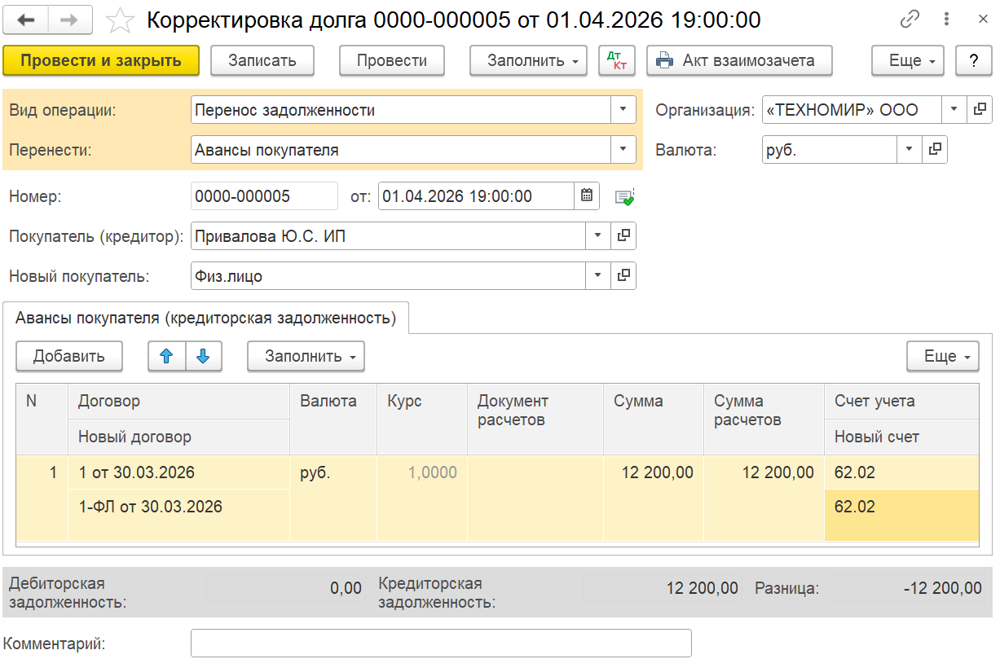 Корректировка долга 0000-000005 от 01.04.2026 19:00:00
Провести и закрыть Записать Провести Заполнить Дт Кт Акт взаимозачета Еще ?
Вид операции: Перенос задолженности Организация: «ТЕХНОМИР» ООО
Перенести: Авансы покупателя Валюта: руб.
Номер: 0000-000005 от: 01.04.2026 19:00:00
Покупатель (кредитор): Привалова Ю.С. ИП
Новый покупатель: Физ.лицо
Авансы покупателя (кредиторская задолженность)
Добавить Заполнить Еще
N Договор Валюта Курс Документ расчетов Сумма Сумма расчетов Счет учета
Новый договор Новый счет
1 1 от 30.03.2026 руб. 1,0000 12 200,00 12 200,00 62.02
1-ФЛ от 30.03.2026 62.02
Дебиторская задолженность: 0,00 Кредиторская задолженность: 12 200,00 Разница: -12 200,00
Комментарий: